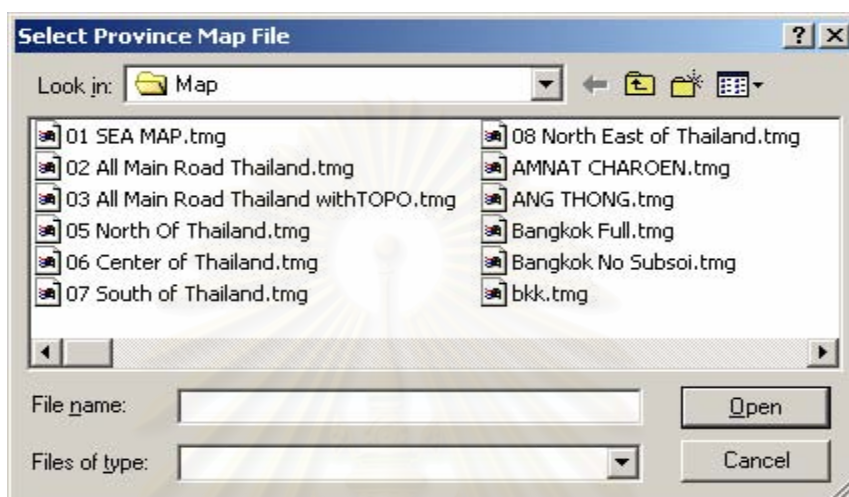 Select Province Map File
Look in: Map
01 SEA MAP.tmg
02 All Main Road Thailand.tmg
03 All Main Road Thailand withTOPO.tmg
05 North Of Thailand.tmg
06 Center of Thailand.tmg
07 South of Thailand.tmg
08 North East of Thailand.tmg
AMNAT CHAROEN.tmg
ANG THONG.tmg
Bangkok Full.tmg
Bangkok No Subsoi.tmg
bkk.tmg
File name:
Open
Files of type:
Cancel